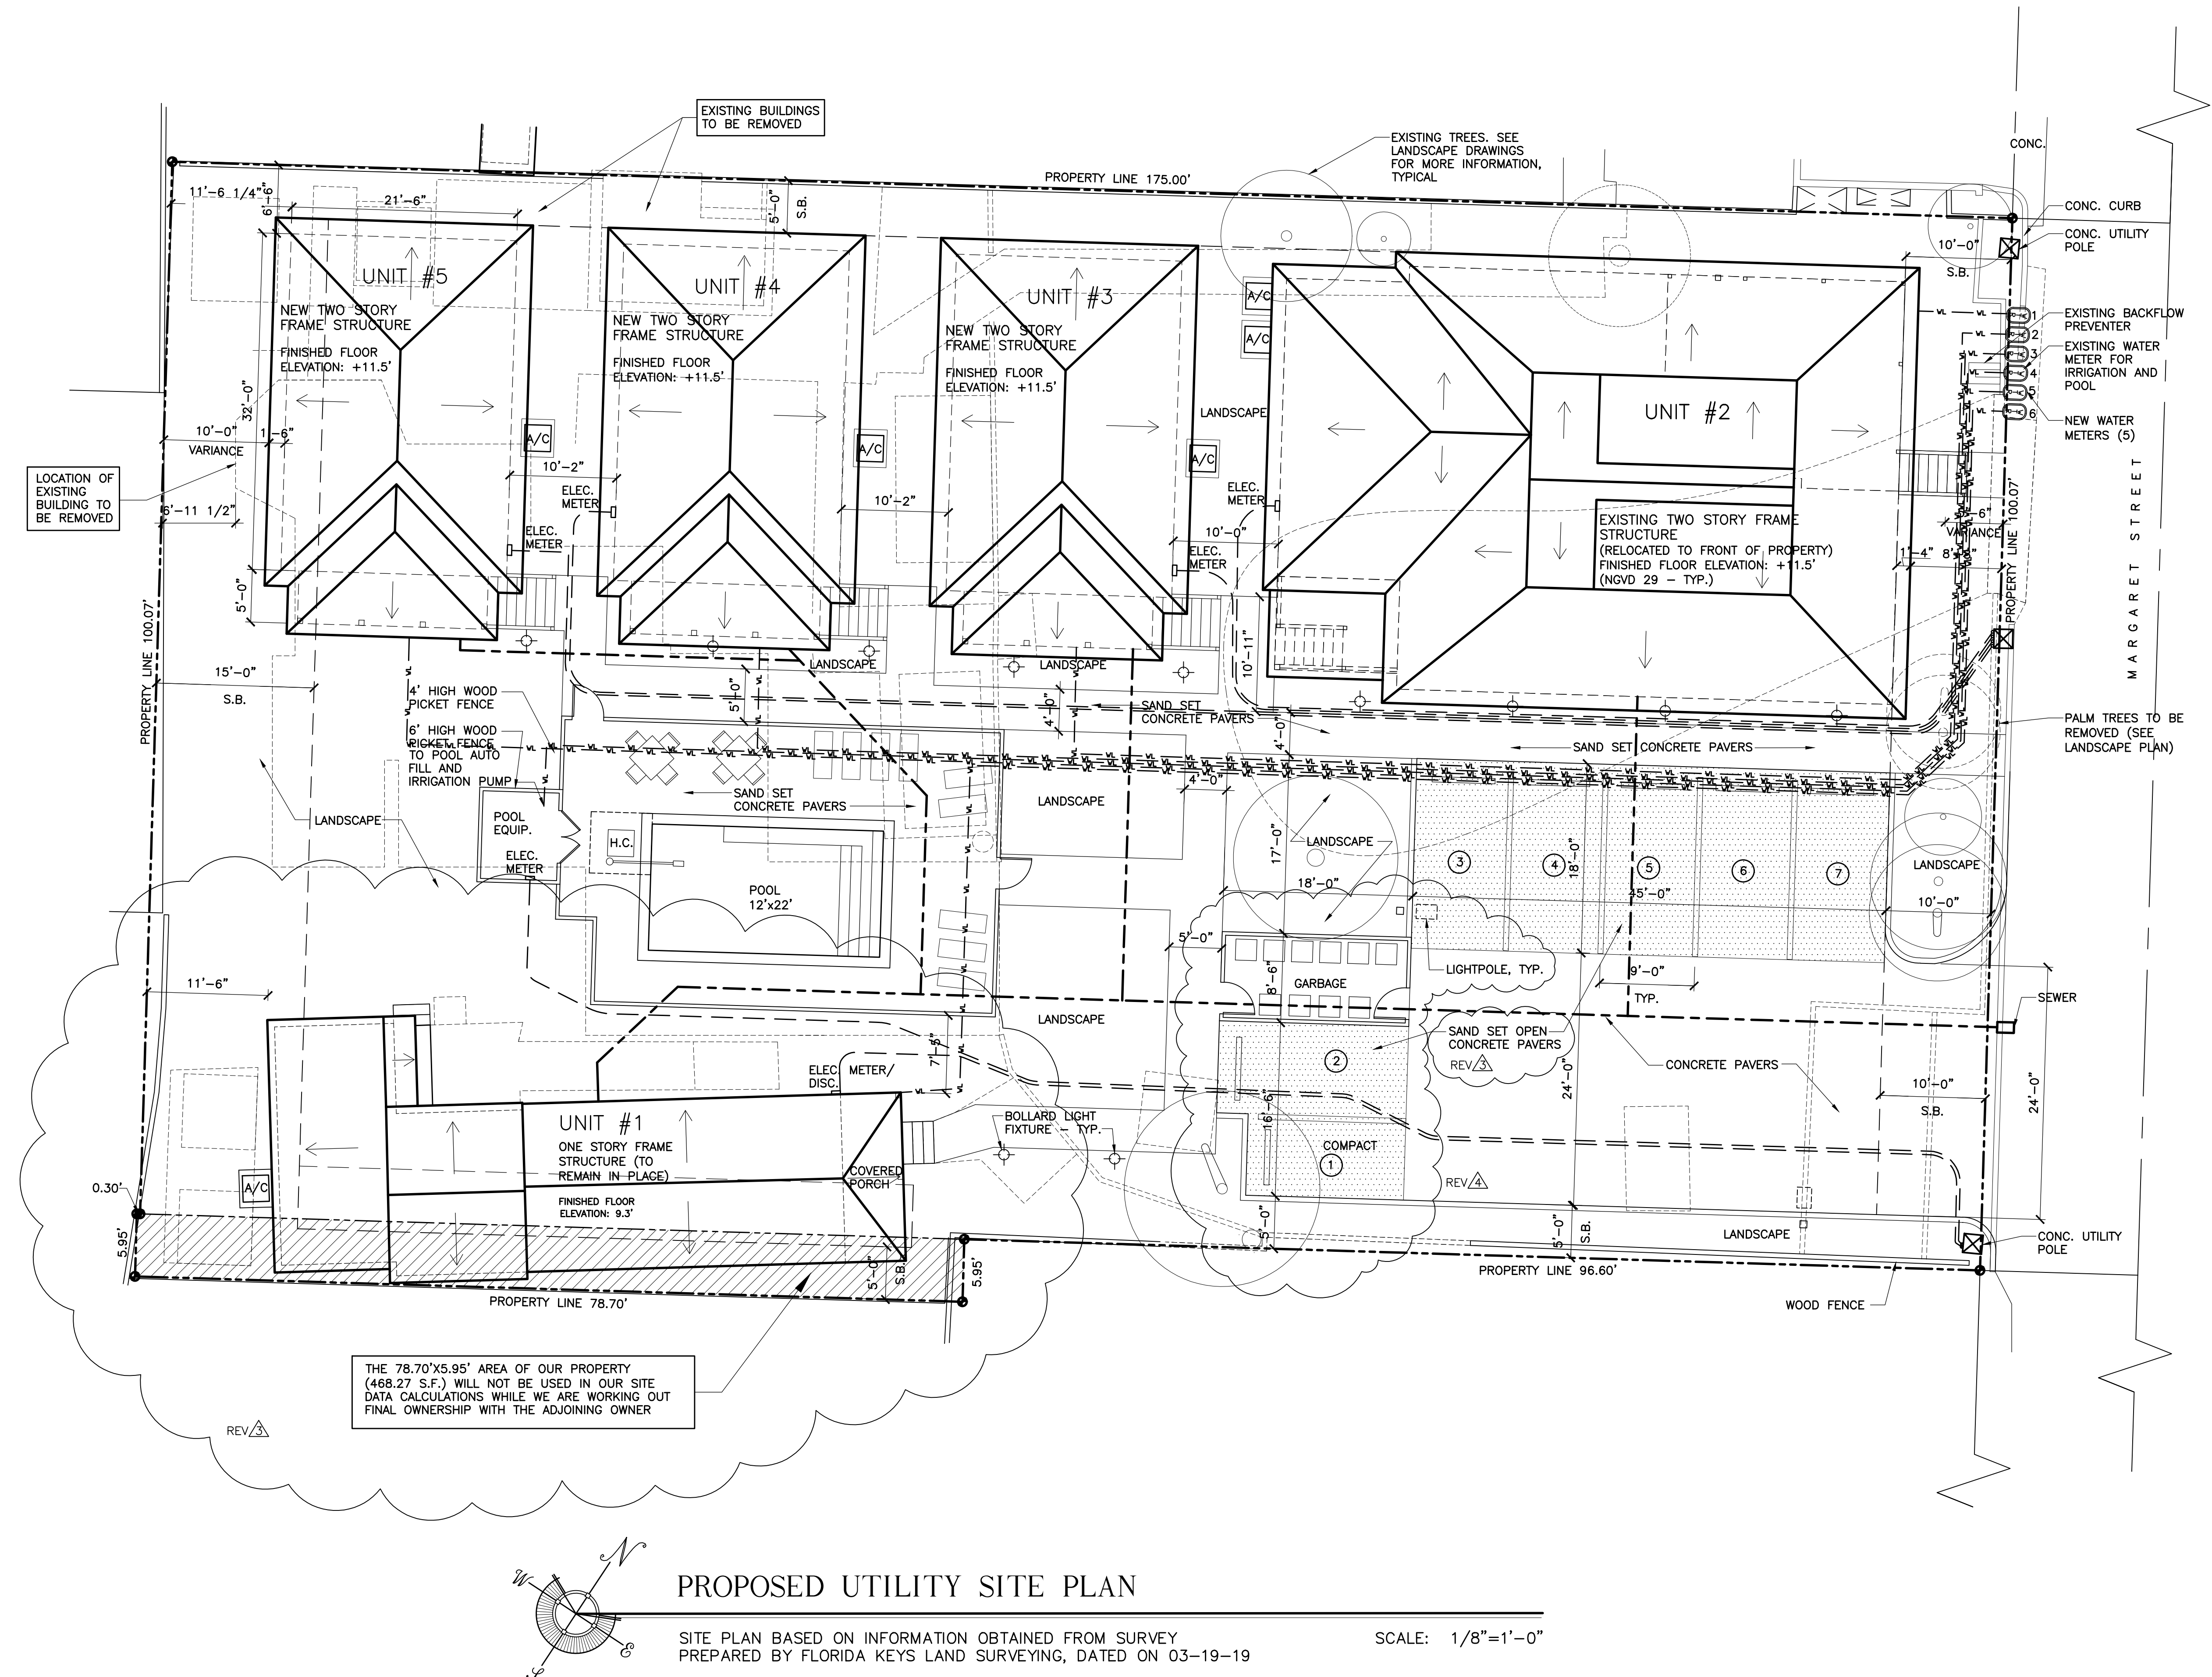 EXISTING BUILDINGS
TO BE REMOVED
EXISTING TREES. SEE
LANDSCAPE DRAWINGS
FOR MORE INFORMATION,
TYPICAL
CONC.
PROPERTY LINE 175.00'
11'-6 1/4"
6'-6"
21'-6"
5'-0"
S.B.
CONC. CURB
CONC. UTILITY
POLE
10'-0"
S.B.
UNIT #5
NEW TWO STORY
FRAME STRUCTURE
FINISHED FLOOR
ELEVATION: +11.5'
UNIT #4
NEW TWO STORY
FRAME STRUCTURE
FINISHED FLOOR
ELEVATION: +11.5'
UNIT #3
NEW TWO STORY
FRAME STRUCTURE
FINISHED FLOOR
ELEVATION: +11.5'
A/C
A/C
LANDSCAPE
UNIT #2
EXISTING TWO STORY FRAME
STRUCTURE
(RELOCATED TO FRONT OF PROPERTY)
FINISHED FLOOR ELEVATION: +11.5'
(NGVD 29 - TYP.)
WL WL
1
2
3
4
5
6
EXISTING BACKFLOW
PREVENTER
EXISTING WATER
METER FOR
IRRIGATION AND
POOL
NEW WATER
METERS (5)
32'-0"
10'-0"
VARIANCE
1'-6"
6'-11 1/2"
LOCATION OF
EXISTING
BUILDING TO
BE REMOVED
A/C
A/C
A/C
10'-2"
10'-2"
10'-0"
ELEC.
METER
ELEC.
METER
ELEC.
METER
ELEC.
METER
VARIANCE
1'-4"
PROPERTY LINE 100.07'
MARGARET STREET
5'-0"
PROPERTY LINE 100.07'
15'-0"
S.B.
4' HIGH WOOD
PICKET FENCE
6' HIGH WOOD
PICKET FENCE
TO POOL AUTO
FILL AND
IRRIGATION PUMP
5'-0"
LANDSCAPE
LANDSCAPE
4'-0"
10'-11"
SAND SET
CONCRETE PAVERS
4'-0"
SAND SET CONCRETE PAVERS
PALM TREES TO BE
REMOVED (SEE
LANDSCAPE PLAN)
SAND SET
CONCRETE PAVERS
LANDSCAPE
4'-0"
LANDSCAPE
POOL
EQUIP.
ELEC.
METER
H.C.
POOL
12'x22'
17'-0"
LANDSCAPE
18'-0"
3
4
18'-0"
5
6
7
45'-0"
LANDSCAPE
10'-0"
11'-6"
5'-0"
8'-6"
GARBAGE
LIGHTPOLE, TYP.
9'-0"
TYP.
SEWER
LANDSCAPE
7'-5"
ELEC. METER/
DISC.
2
SAND SET OPEN
CONCRETE PAVERS
REV 3
CONCRETE PAVERS
24'-0"
10'-0"
S.B.
24'-0"
UNIT #1
ONE STORY FRAME
STRUCTURE (TO
REMAIN IN PLACE)
FINISHED FLOOR
ELEVATION: 9.3'
COVERED
PORCH
BOLLARD LIGHT
FIXTURE - TYP.
16'-6"
COMPACT
1
REV 4
A/C
0.30'
5.95'
5'-0"
S.B.
5.95'
5'-0"
5'-0"
S.B.
LANDSCAPE
CONC. UTILITY
POLE
PROPERTY LINE 78.70'
PROPERTY LINE 96.60'
WOOD FENCE
THE 78.70'X5.95' AREA OF OUR PROPERTY
(468.27 S.F.) WILL NOT BE USED IN OUR SITE
DATA CALCULATIONS WHILE WE ARE WORKING OUT
FINAL OWNERSHIP WITH THE ADJOINING OWNER
REV 3
N
W
E
S
PROPOSED UTILITY SITE PLAN
SITE PLAN BASED ON INFORMATION OBTAINED FROM SURVEY
PREPARED BY FLORIDA KEYS LAND SURVEYING, DATED ON 03-19-19
SCALE: 1/8"=1'-0"